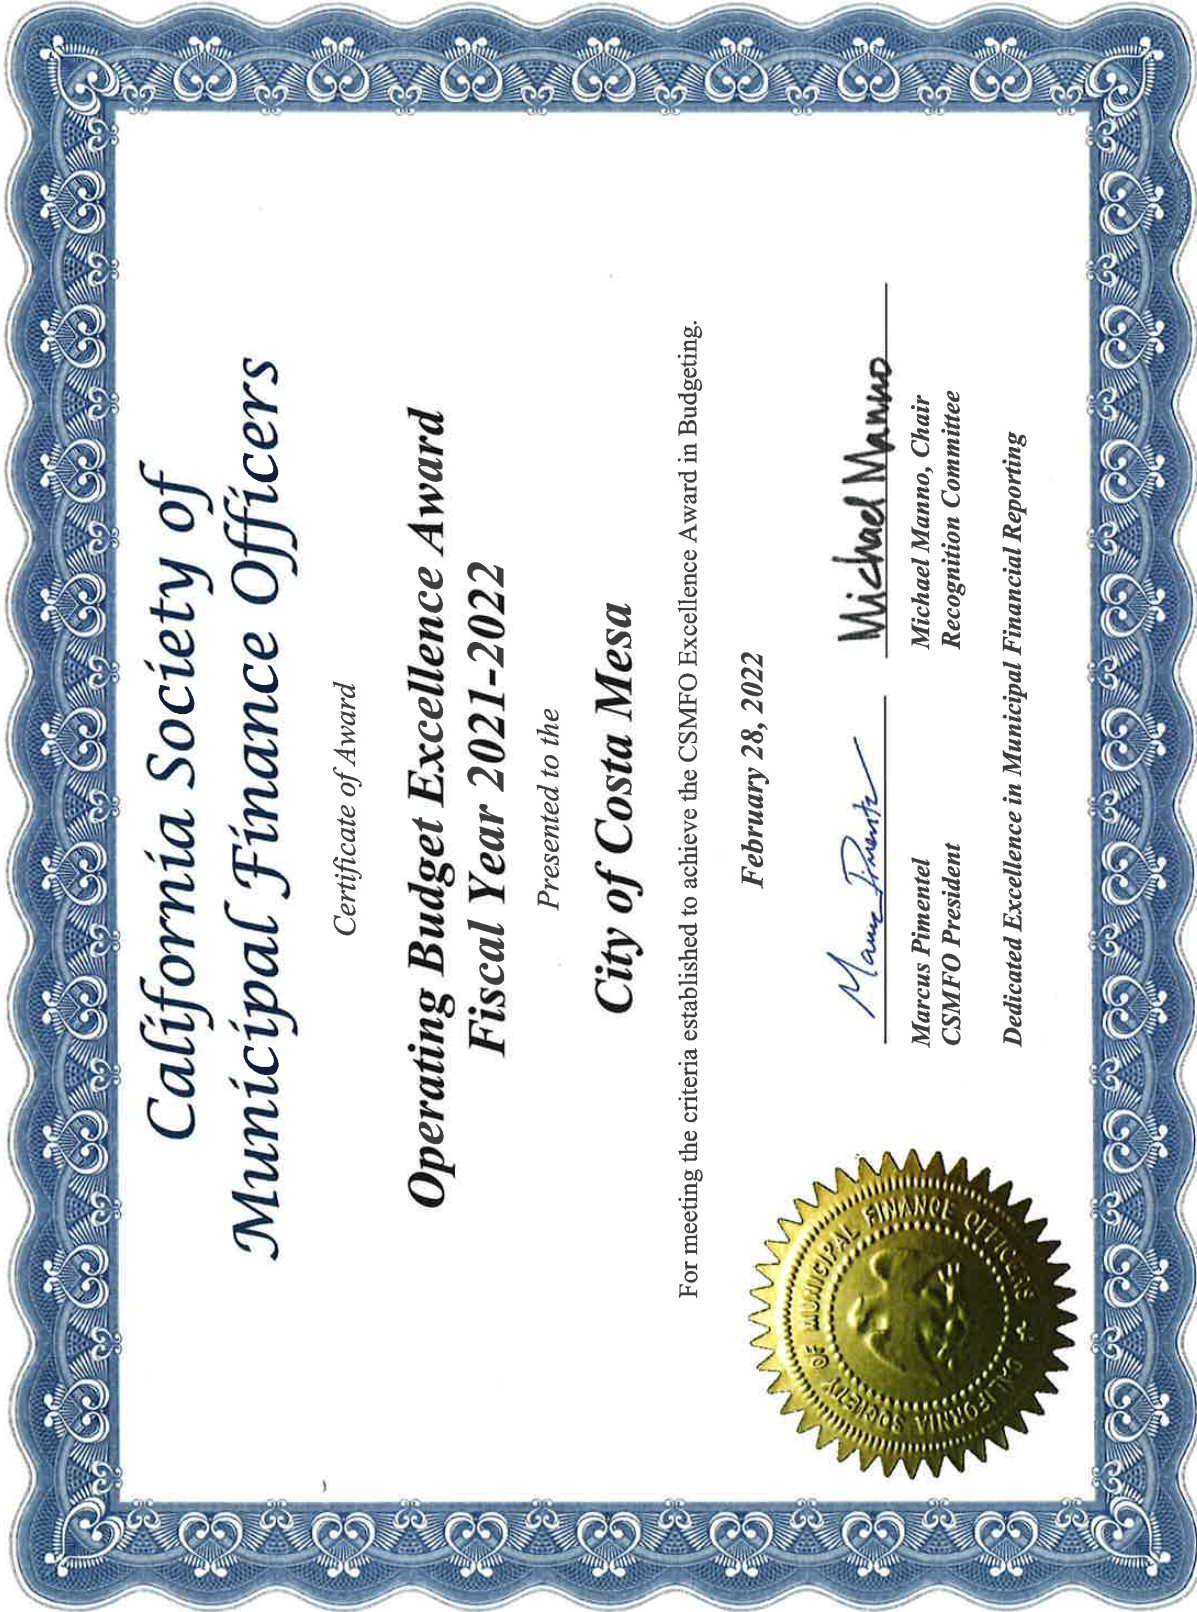 California Society of
Municipal Finance Officers
Certificate of Award
Operating Budget Excellence Award
Fiscal Year 2021-2022
Presented to the
City of Costa Mesa
For meeting the criteria established to achieve the CSMFO Excellence Award in Budgeting.
February 28, 2022
Michael Manno
Marcus Pimentel
CSMFO President
Michael Manno, Chair
Recognition Committee
Dedicated Excellence in Municipal Financial Reporting
CALIFORNIA SOCIETY OF MUNICIPAL FINANCE OFFICERS